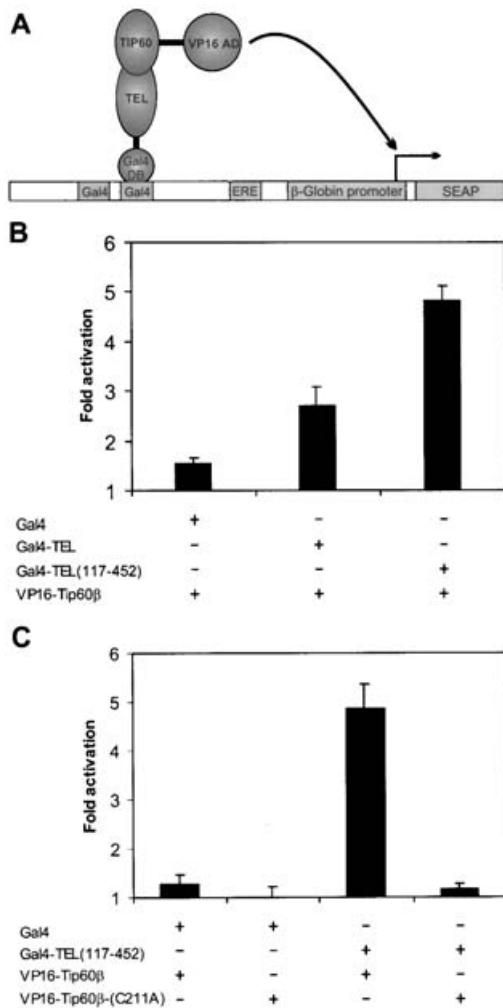 A
TIP60 VP16 AD
TEL
Gal4
DB
Gal4 Gal4 ERE β-Globin promoter SEAP
B
6
5
4
3
2
1
Fold activation
Gal4 + - -
Gal4-TEL - + -
Gal4-TEL(117-452) - - +
VP16-Tip60β + + +
C
6
5
4
3
2
1
Fold activation
Gal4 + + - -
Gal4-TEL(117-452) - - + +
VP16-Tip60β + - + -
VP16-Tip60β-(C211A) - + - +